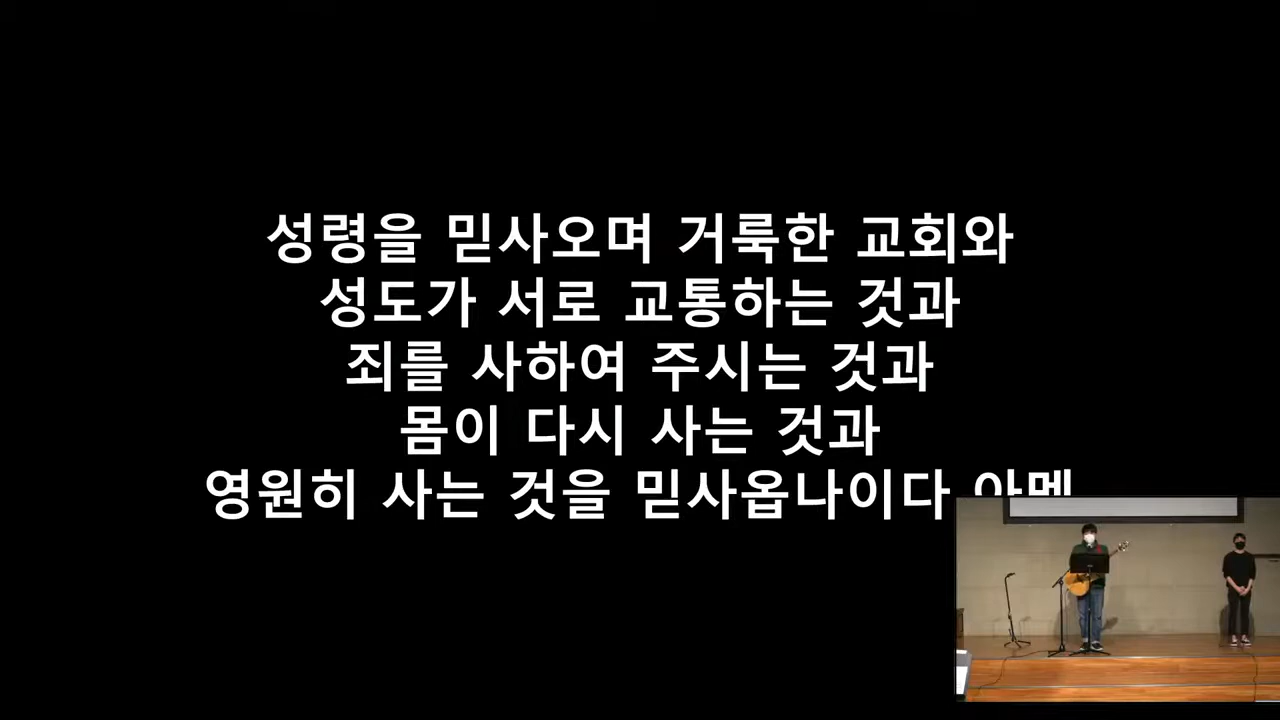 성령을 믿사오며 거룩한 교회와
성도가 서로 교통하는 것과
죄를 사하여 주시는 것과
몸이 다시 사는 것과
영원히 사는 것을 믿사옵나이다 아멘